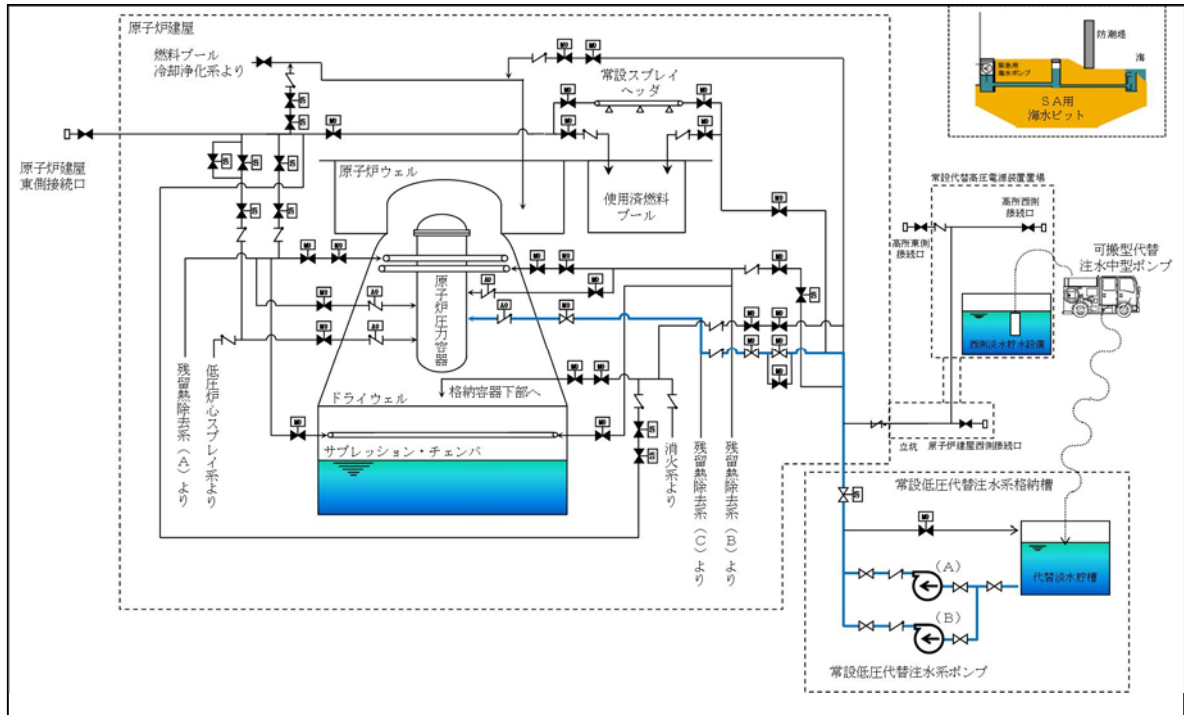 原子炉建屋
燃料プール
冷却浄化系より
常設スプレイ
ヘッダ
防潮堤
海
緊急用
海水ポンプ
SA用
海水ピット
原子炉建屋
東側接続口
原子炉ウェル
使用済燃料
プール
常設代替高圧電源装置置場
高所西側
接続口
高所東側
接続口
可搬型代替
注水中型ポンプ
西側淡水貯水設備
原子炉圧力容器
残留熱除去系(A)より
低圧炉心スプレイ系より
ドライウェル
格納容器下部へ
サプレッション・チェンバ
消火系より
残留熱除去系(C)より
残留熱除去系(B)より
立坑
原子炉建屋西側接続口
常設低圧代替注水系格納槽
代替淡水貯槽
(A)
(B)
常設低圧代替注水系ポンプ
MO
AO